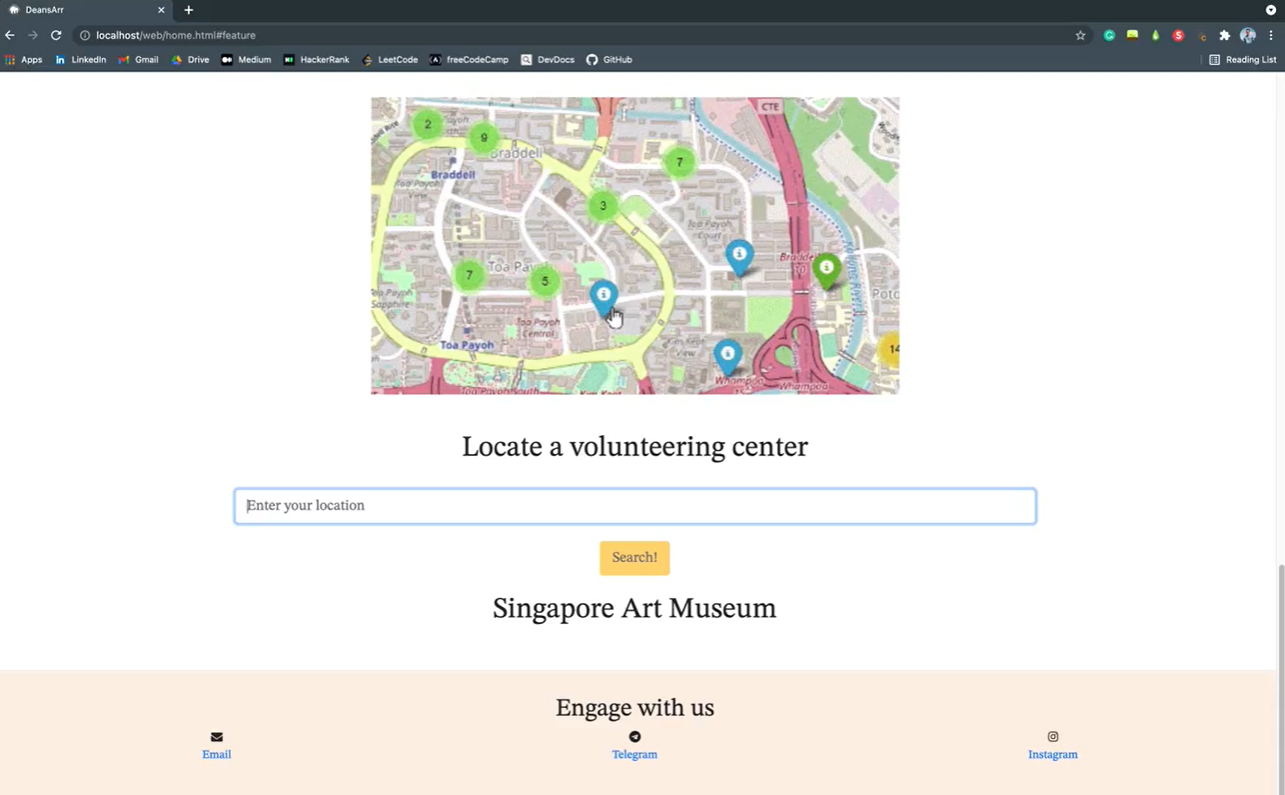 DeansArr
localhost/web/home.html#feature
Apps LinkedIn Gmail Drive Medium HackerRank LeetCode freeCodeCamp DevDocs GitHub Reading List
CTE
2
9
Braddell
7
Braddell
3
Toa Payoh
7
5
Toa Payoh
Central
Toa Payoh
14
Whampoa
Locate a volunteering center
Enter your location
Search!
Singapore Art Museum
Engage with us
Email
Telegram
Instagram